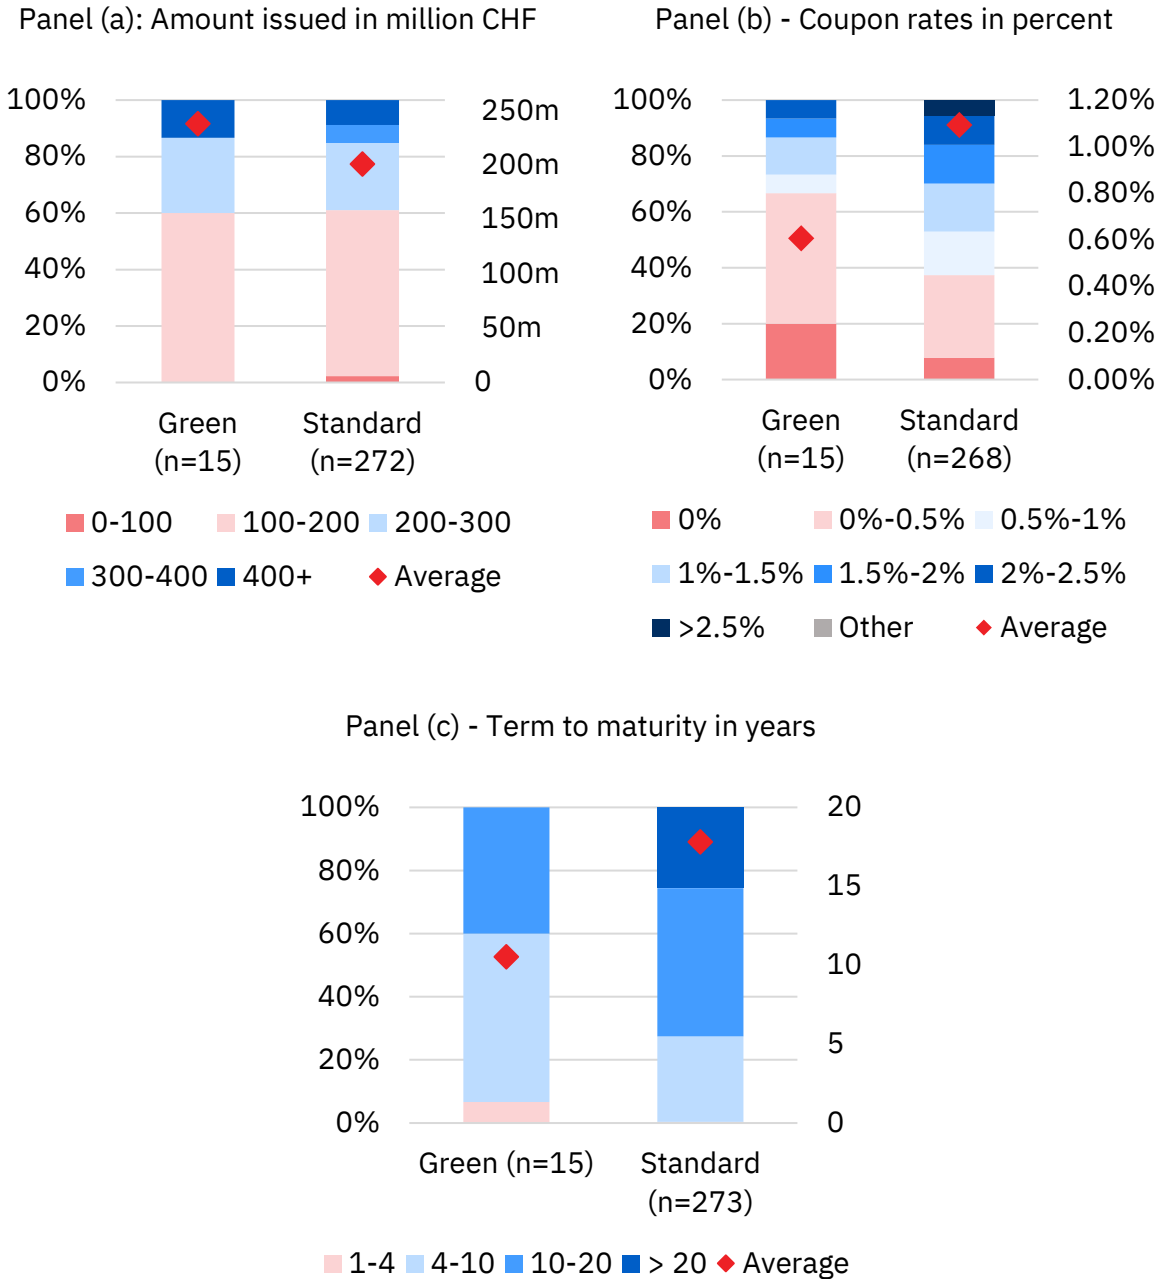 Panel (a): Amount issued in million CHF
100%
80%
60%
40%
20%
0%
250m
200m
150m
100m
50m
0
Green
(n=15)
Standard
(n=272)
0-100 100-200 200-300
300-400 400+ Average
Panel (b) - Coupon rates in percent
100%
80%
60%
40%
20%
0%
1.20%
1.00%
0.80%
0.60%
0.40%
0.20%
0.00%
Green
(n=15)
Standard
(n=268)
0% 0%-0.5% 0.5%-1%
1%-1.5% 1.5%-2% 2%-2.5%
>2.5% Other Average
Panel (c) - Term to maturity in years
100%
80%
60%
40%
20%
0%
20
15
10
5
0
Green (n=15)
Standard
(n=273)
1-4 4-10 10-20 > 20 Average